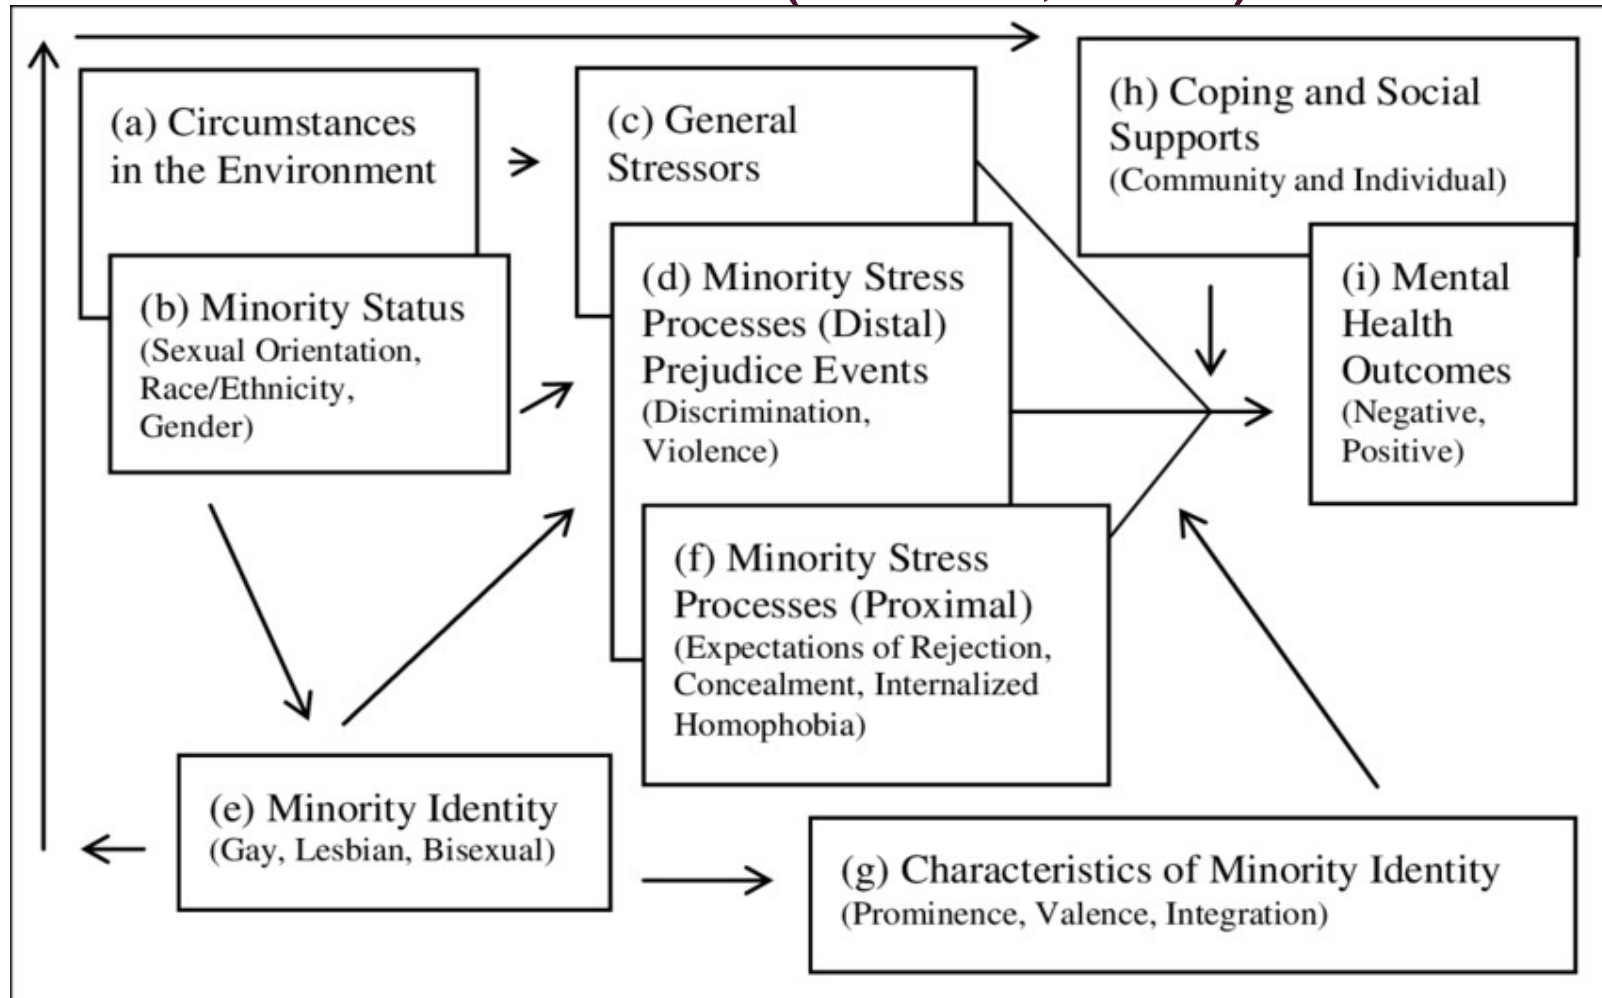 (a) Circumstances
in the Environment
(b) Minority Status
(Sexual Orientation,
Race/Ethnicity,
Gender)
(c) General
Stressors
(d) Minority Stress
Processes (Distal)
Prejudice Events
(Discrimination,
Violence)
(f) Minority Stress
Processes (Proximal)
(Expectations of Rejection,
Concealment, Internalized
Homophobia)
(h) Coping and Social
Supports
(Community and Individual)
(i) Mental
Health
Outcomes
(Negative,
Positive)
(e) Minority Identity
(Gay, Lesbian, Bisexual)
(g) Characteristics of Minority Identity
(Prominence, Valence, Integration)